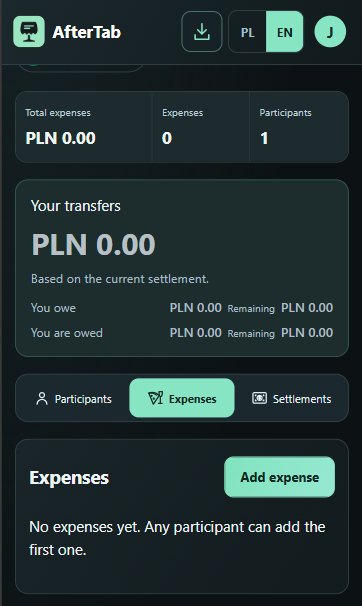 AfterTab
PL EN J
Total expenses Expenses Participants
PLN 0.00 0 1
Your transfers
PLN 0.00
Based on the current settlement.
You owe PLN 0.00 Remaining PLN 0.00
You are owed PLN 0.00 Remaining PLN 0.00
Participants Expenses Settlements
Expenses Add expense
No expenses yet. Any participant can add the
first one.